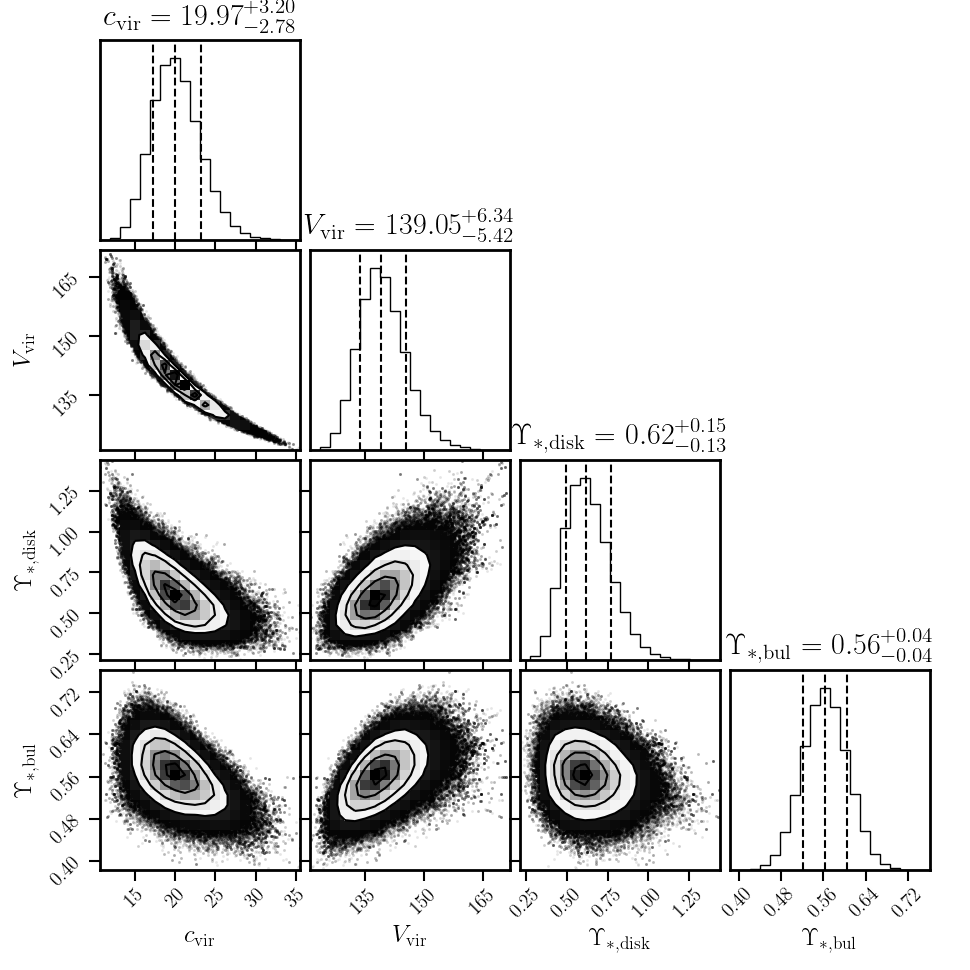 c_vir = 19.97^{+3.20}_{-2.78}
V_vir = 139.05^{+6.34}_{-5.42}
165
150
135
V_vir
Υ_{*,disk} = 0.62^{+0.15}_{-0.13}
1.25
1.00
0.75
0.50
0.25
Υ_{*,disk}
Υ_{*,bul} = 0.56^{+0.04}_{-0.04}
0.72
0.64
0.56
0.48
0.40
Υ_{*,bul}
15 20 25 30 35
135 150 165
0.25 0.50 0.75 1.00 1.25
0.40 0.48 0.56 0.64 0.72
c_vir
V_vir
Υ_{*,disk}
Υ_{*,bul}